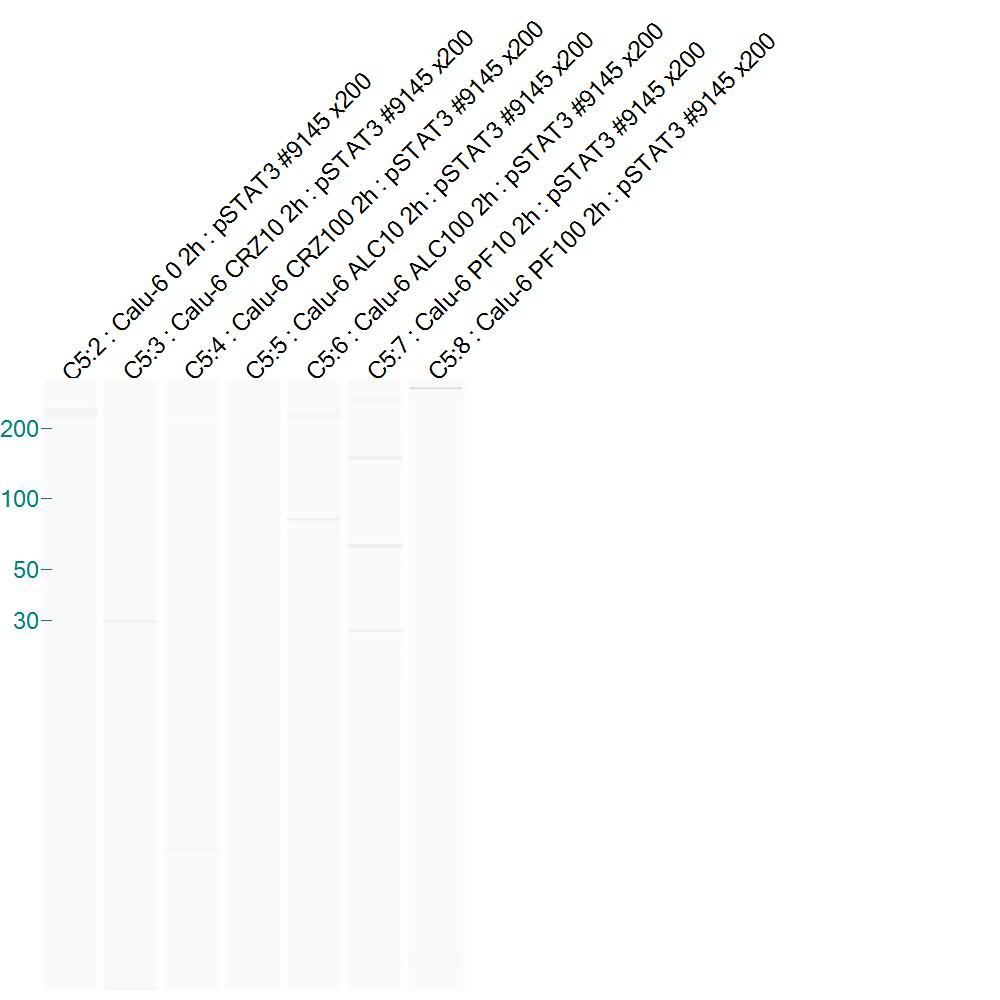 C5:2 : Calu-6 0 2h : pSTAT3 #9145 x200
C5:3 : Calu-6 CRZ10 2h : pSTAT3 #9145 x200
C5:4 : Calu-6 CRZ100 2h : pSTAT3 #9145 x200
C5:5 : Calu-6 ALC10 2h : pSTAT3 #9145 x200
C5:6 : Calu-6 ALC100 2h : pSTAT3 #9145 x200
C5:7 : Calu-6 PF10 2h : pSTAT3 #9145 x200
C5:8 : Calu-6 PF100 2h : pSTAT3 #9145 x200
200
100
50
30